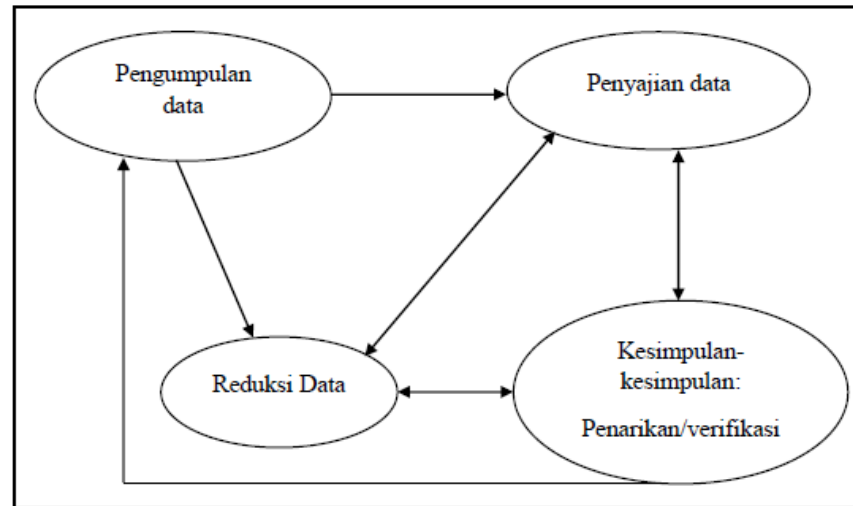 Pengumpulan
data
Penyajian data
Reduksi Data
Kesimpulan-
kesimpulan:
Penarikan/verifikasi